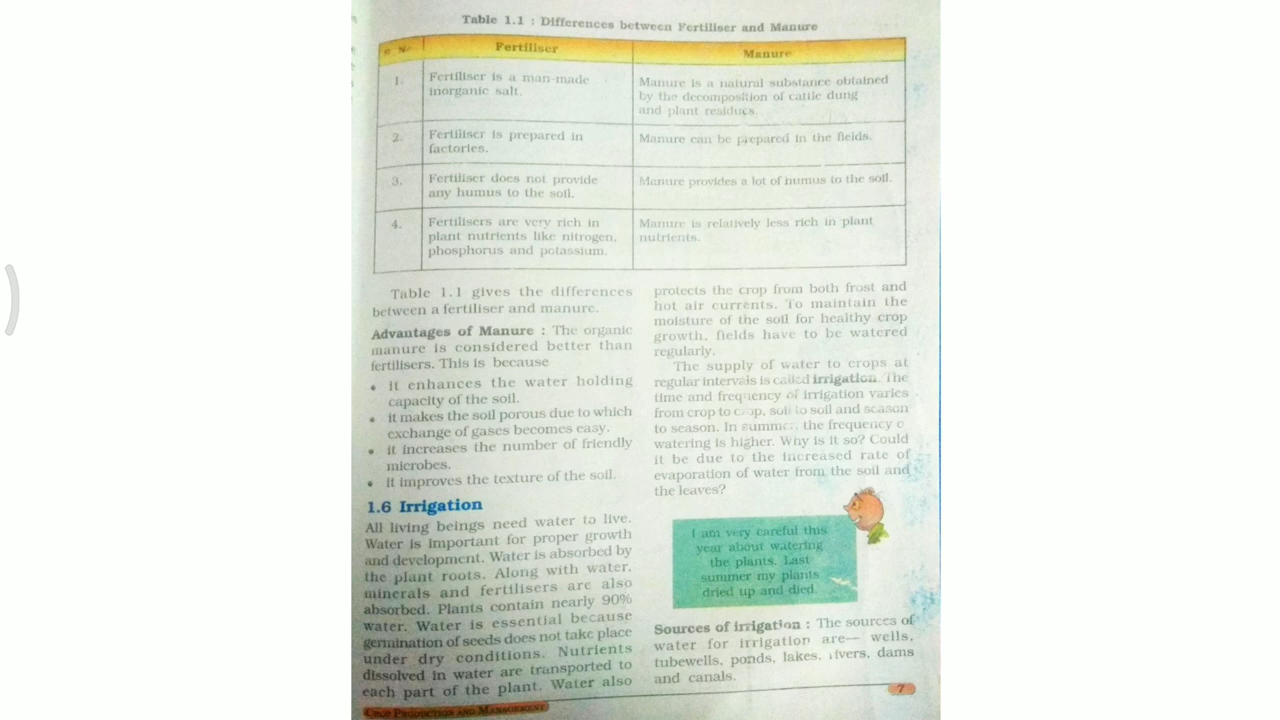 Table 1.1 : Differences between Fertiliser and Manure
Fertiliser
Manure
1.
Fertiliser is a man-made
inorganic salt.
Manure is a natural substance obtained
by the decomposition of cattle dung
and plant residues.
2.
Fertiliser is prepared in
factories.
Manure can be prepared in the fields.
3.
Fertiliser does not provide
any humus to the soil.
Manure provides a lot of humus to the soil.
4.
Fertilisers are very rich in
plant nutrients like nitrogen,
phosphorus and potassium.
Manure is relatively less rich in plant
nutrients.
Table 1.1 gives the differences
between a fertiliser and manure.
Advantages of Manure : The organic
manure is considered better than
fertilisers. This is because
• it enhances the water holding
capacity of the soil.
• it makes the soil porous due to which
exchange of gases becomes easy.
• it increases the number of friendly
microbes.
• it improves the texture of the soil.
1.6 Irrigation
All living beings need water to live.
Water is important for proper growth
and development. Water is absorbed by
the plant roots. Along with water,
minerals and fertilisers are also
absorbed. Plants contain nearly 90%
water. Water is essential because
germination of seeds does not take place
under dry conditions. Nutrients
dissolved in water are transported to
each part of the plant. Water also
protects the crop from both frost and
hot air currents. To maintain the
moisture of the soil for healthy crop
growth, fields have to be watered
regularly.
The supply of water to crops at
regular intervals is called irrigation. The
time and frequency of irrigation varies
from crop to crop, soil to soil and season
to season. In summer, the frequency o
watering is higher. Why is it so? Could
it be due to the increased rate of
evaporation of water from the soil and
the leaves?
I am very careful this
year about watering
the plants. Last
summer my plants
dried up and died.
Sources of irrigation : The sources of
water for irrigation are— wells,
tubewells, ponds, lakes, rivers, dams
and canals.
7
CROP PRODUCTION AND MANAGEMENT